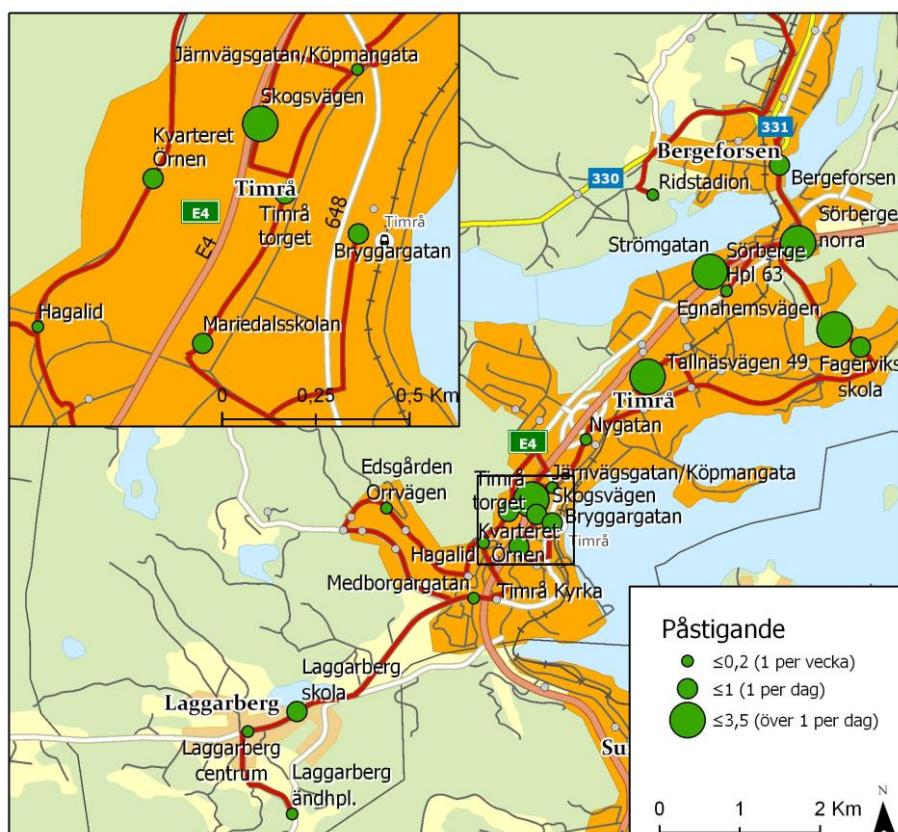 Järnvägsgatan/Köpmangata
Skogsvägen
Kvarteret
Örnen
E4
E4
Timrå
Timrå
torget
648
Timrå
Bryggargatan
Hagalid
Mariedalsskolan
0
0,25
0,5 Km
331
Bergeforsen
330
Ridstadion
Bergeforsen
Sörberge
norra
Strömgatan
Sörberge
Hpl 63
Egnahemsvägen
Fagerviks
skola
Tallnäsvägen 49
Timrå
Nygatan
E4
Edsgården
Orrvägen
Timrå
torget
Järnvägsgatan/Köpmangata
Skogsvägen
Bryggargatan
Kvarteret
Örnen
Timrå
Hagalid
Medborgargatan
Timrå Kyrka
Laggarberg
skola
Laggarberg
Laggarberg
centrum
Laggarberg
ändhpl.
Su
Påstigande
≤0,2 (1 per vecka)
≤1 (1 per dag)
≤3,5 (över 1 per dag)
0
1
2 Km
N